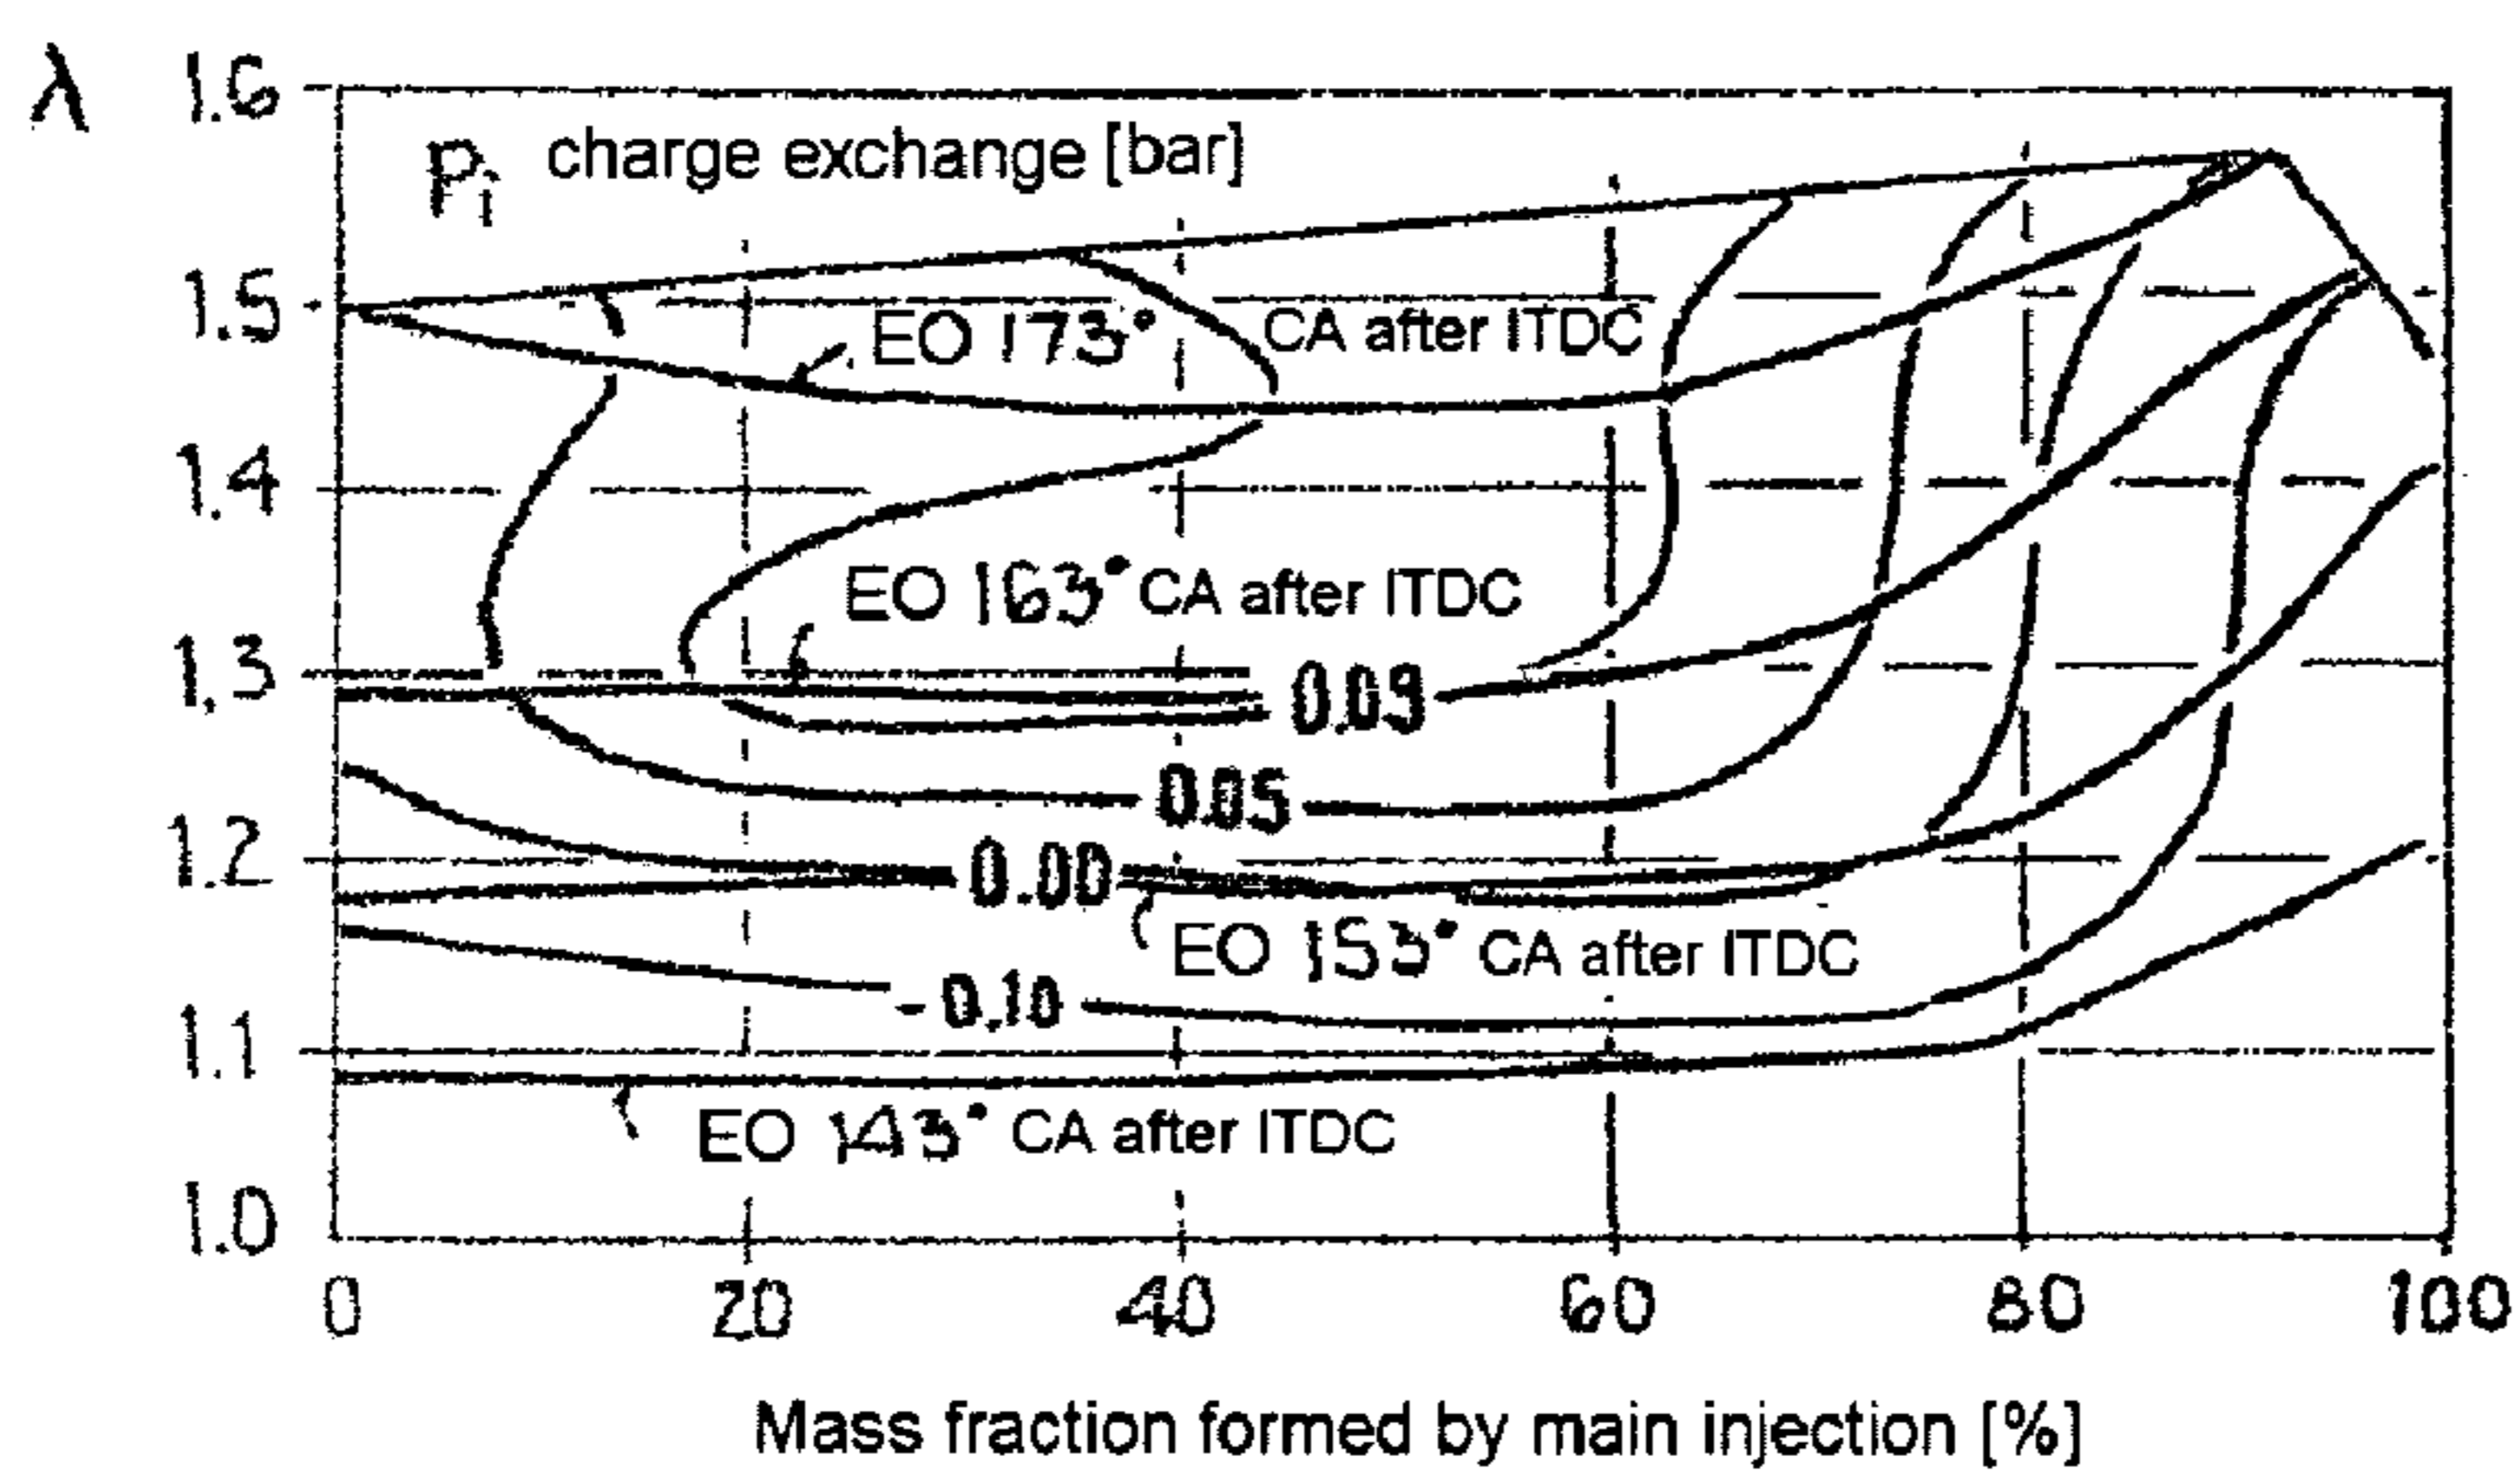 λ
1.6
pi charge exchange [bar]
1.5
EO 173° CA after ITDC
1.4
EO 163° CA after ITDC
1.3
0.09
0.05
1.2
0.00
EO 153° CA after ITDC
-0.10
1.1
EO 143° CA after ITDC
1.0
0 20 40 60 80 100
Mass fraction formed by main injection [%]